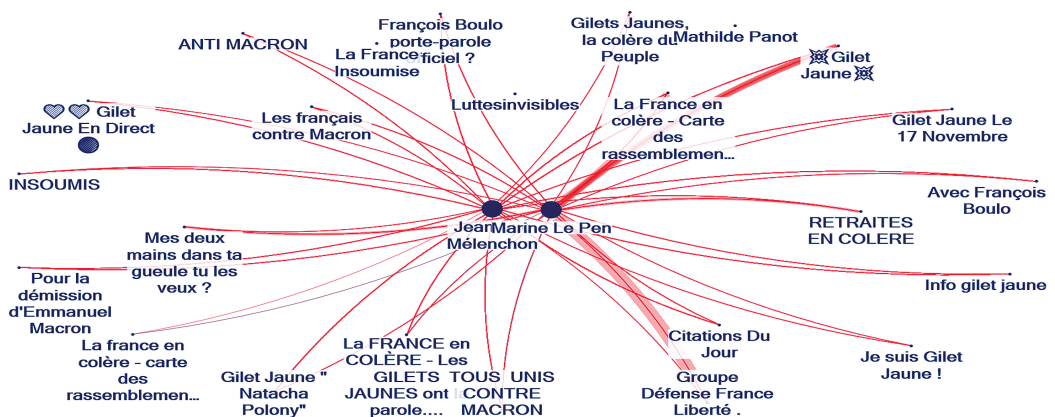 François Boulo
porte-parole
officiel ?
Gilets Jaunes,
la colère du
Peuple
Mathilde Panot
ANTI MACRON
La France
Insoumise
Gilet
Jaune
Gilet
Jaune En Direct
Les français
contre Macron
Luttesinvisibles
La France en
colère - Carte
des
rassemblemen...
Gilet Jaune Le
17 Novembre
INSOUMIS
Avec François
Boulo
Jean
Mélenchon
Marine Le Pen
RETRAITES
EN COLERE
Mes deux
mains dans ta
gueule tu les
veux ?
Pour la
démission
d'Emmanuel
Macron
Info gilet jaune
La france en
colère - carte
des
rassemblemen...
La FRANCE en
COLÈRE - Les
GILETS
JAUNES ont
parole....
Citations Du
Jour
Je suis Gilet
Jaune !
Gilet Jaune "
Natacha
Polony"
TOUS UNIS
CONTRE
MACRON
Groupe
Défense France
Liberté .